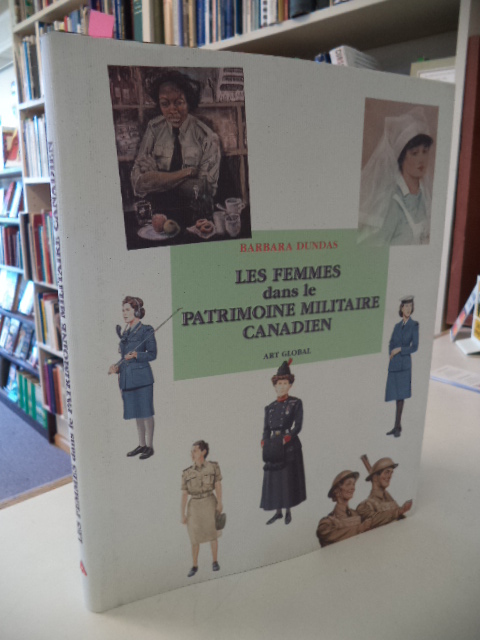 BARBARA DUNDAS
LES FEMMES
dans le
PATRIMOINE MILITAIRE
CANADIEN
ART GLOBAL
LES FEMMES dans le PATRIMOINE MILITAIRE CANADIEN